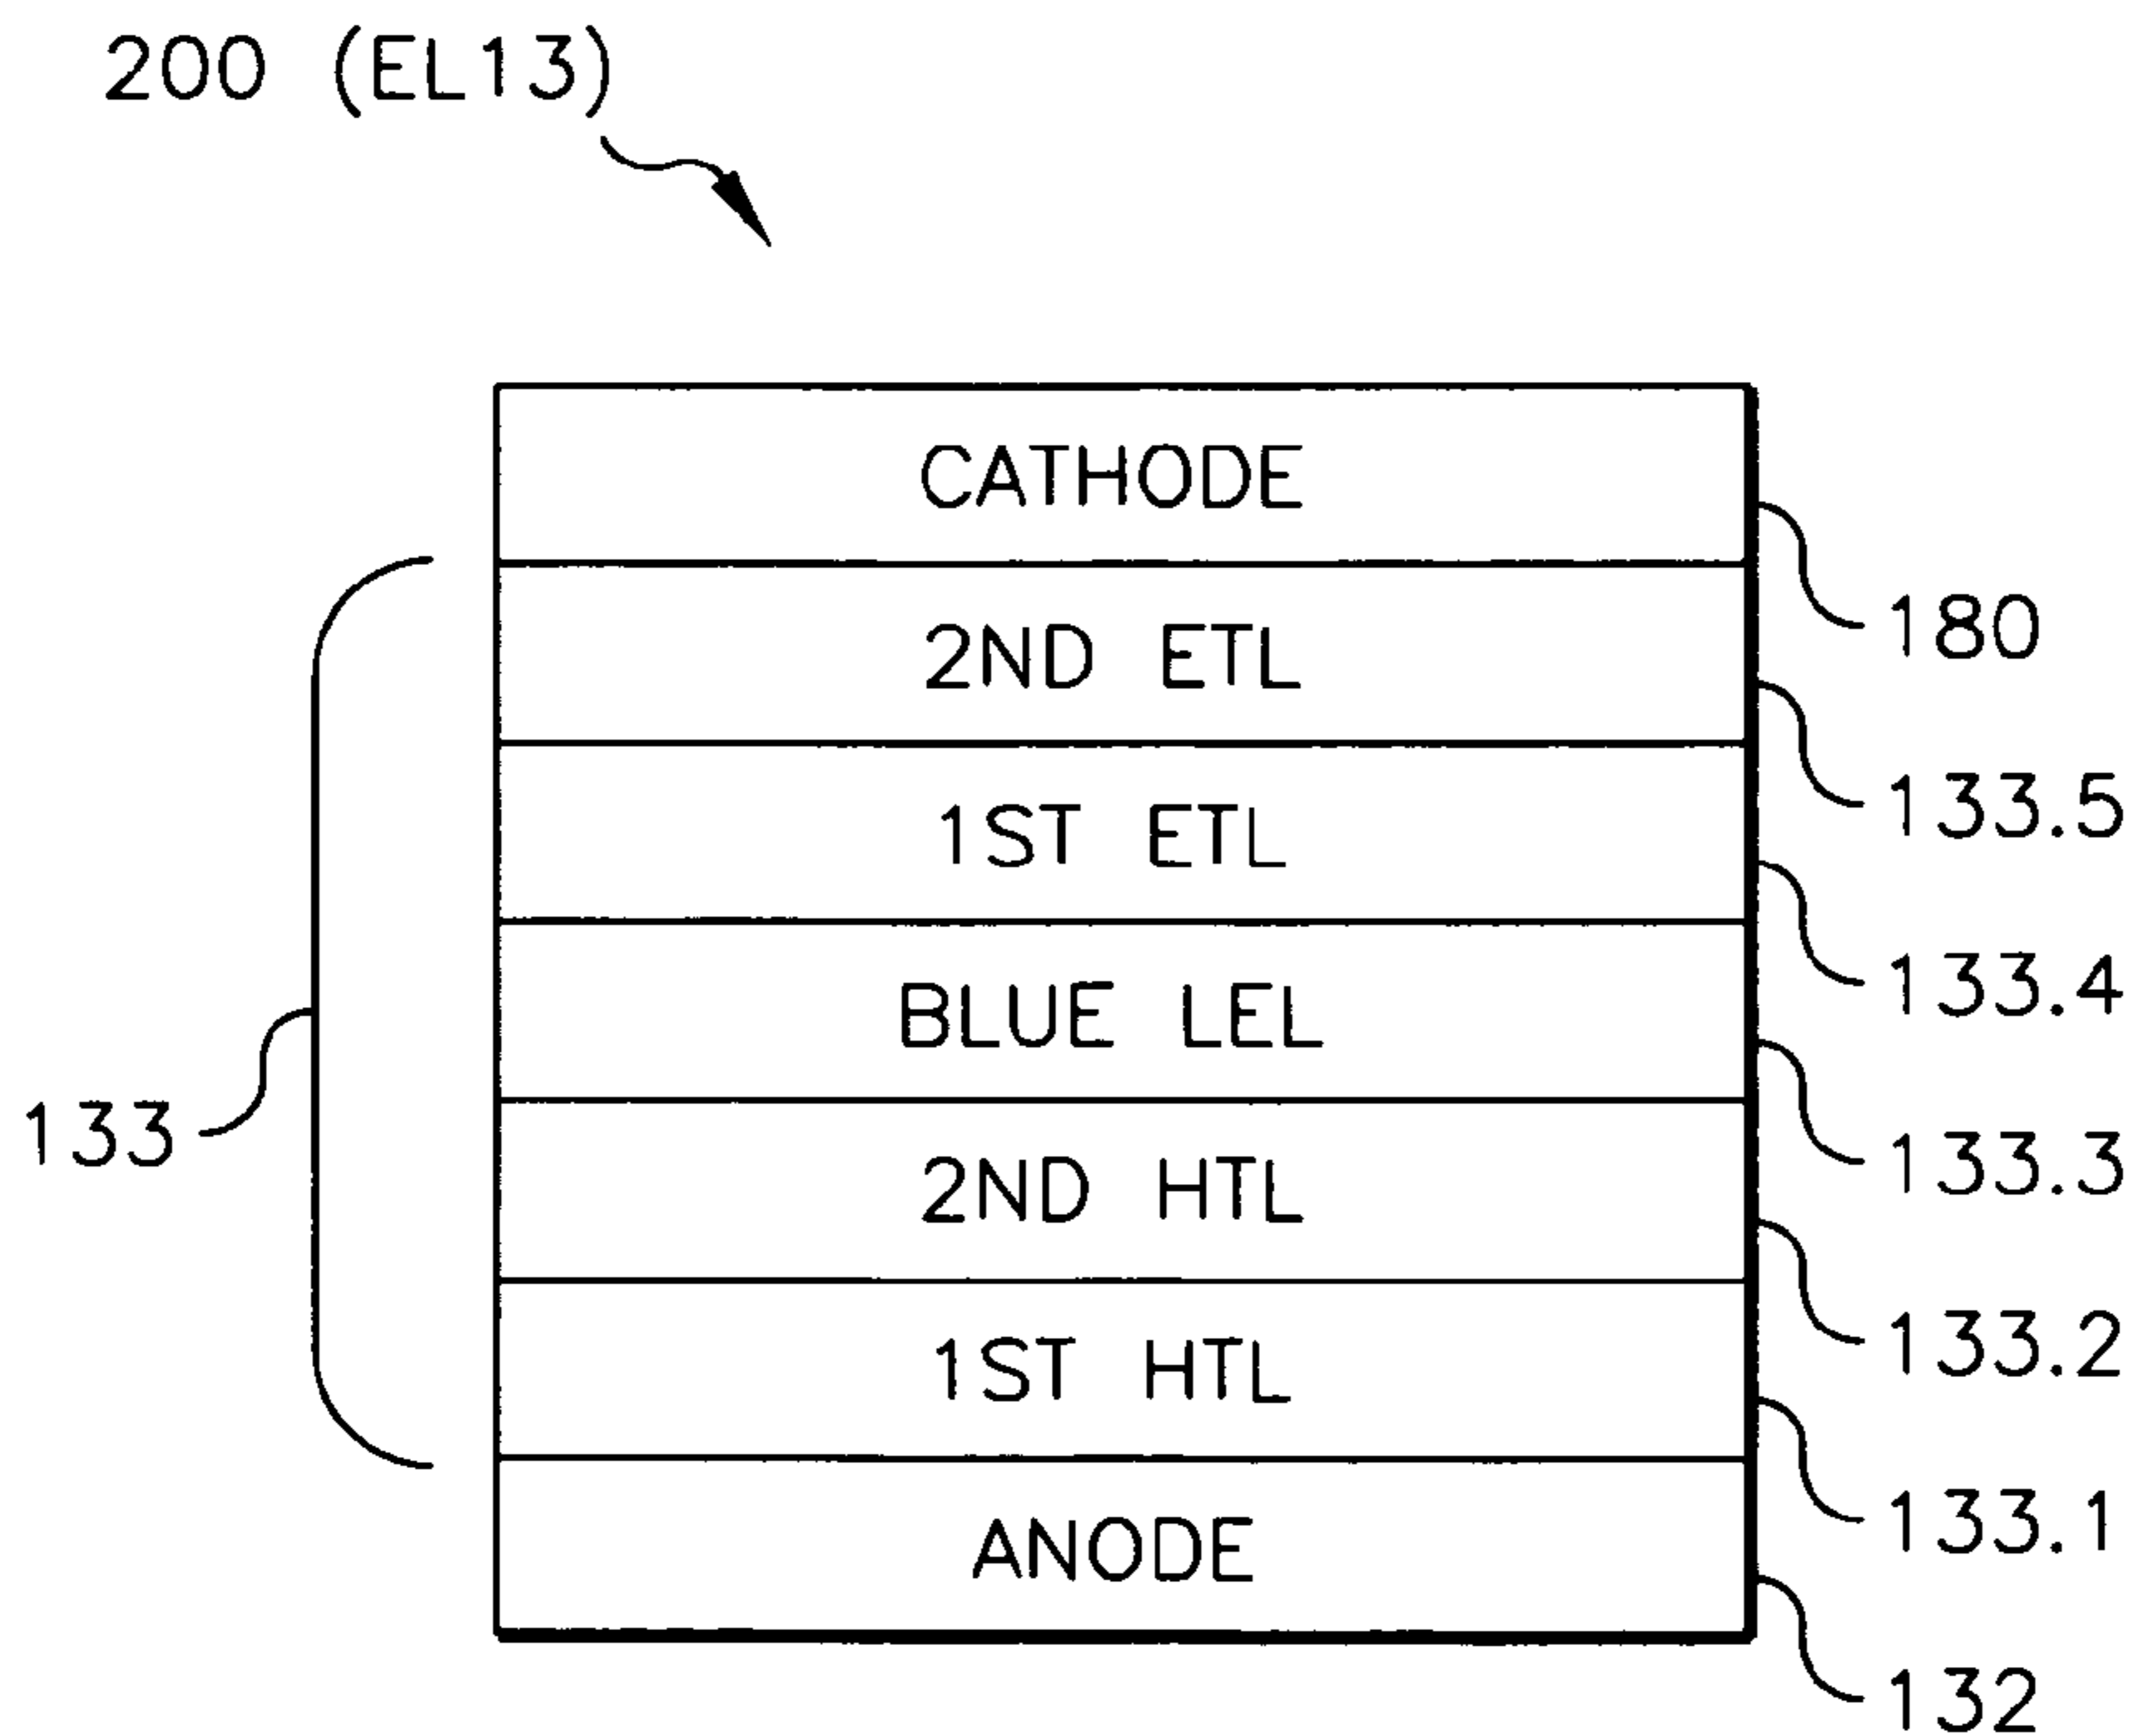 200 (EL13)
CATHODE
180
2ND ETL
133.5
1ST ETL
133.4
BLUE LEL
133.3
133
2ND HTL
133.2
1ST HTL
133.1
ANODE
132